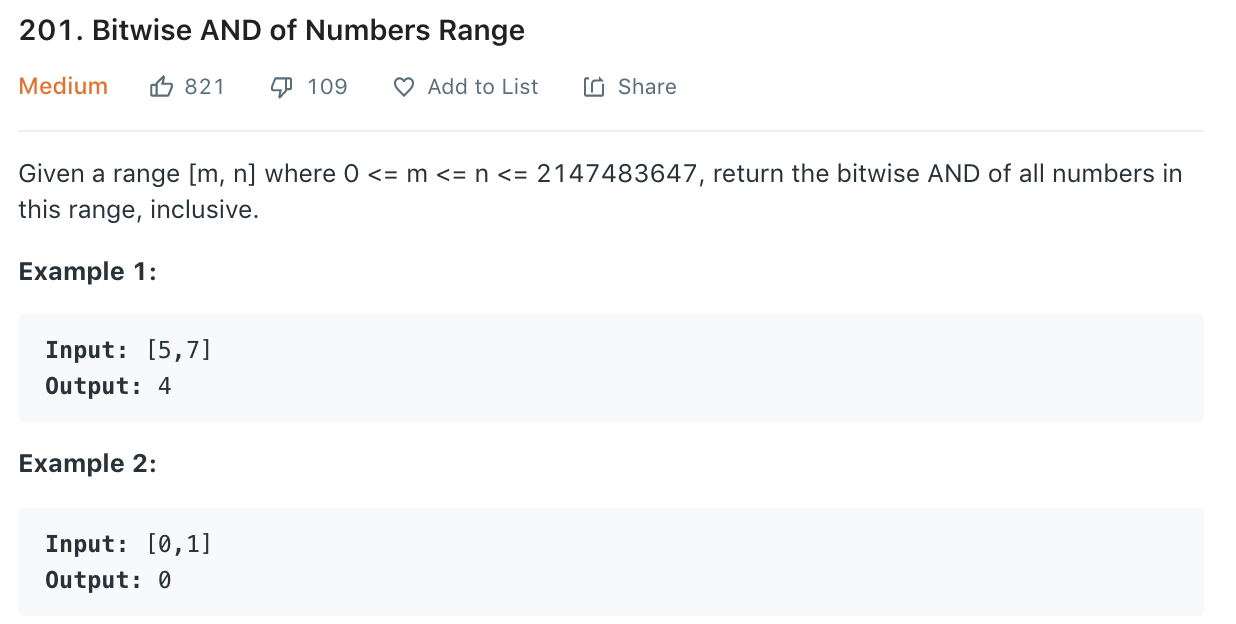 201. Bitwise AND of Numbers Range
Medium 821 109 Add to List Share
Given a range [m, n] where 0 <= m <= n <= 2147483647, return the bitwise AND of all numbers in
this range, inclusive.
Example 1:
Input: [5,7]
Output: 4
Example 2:
Input: [0,1]
Output: 0